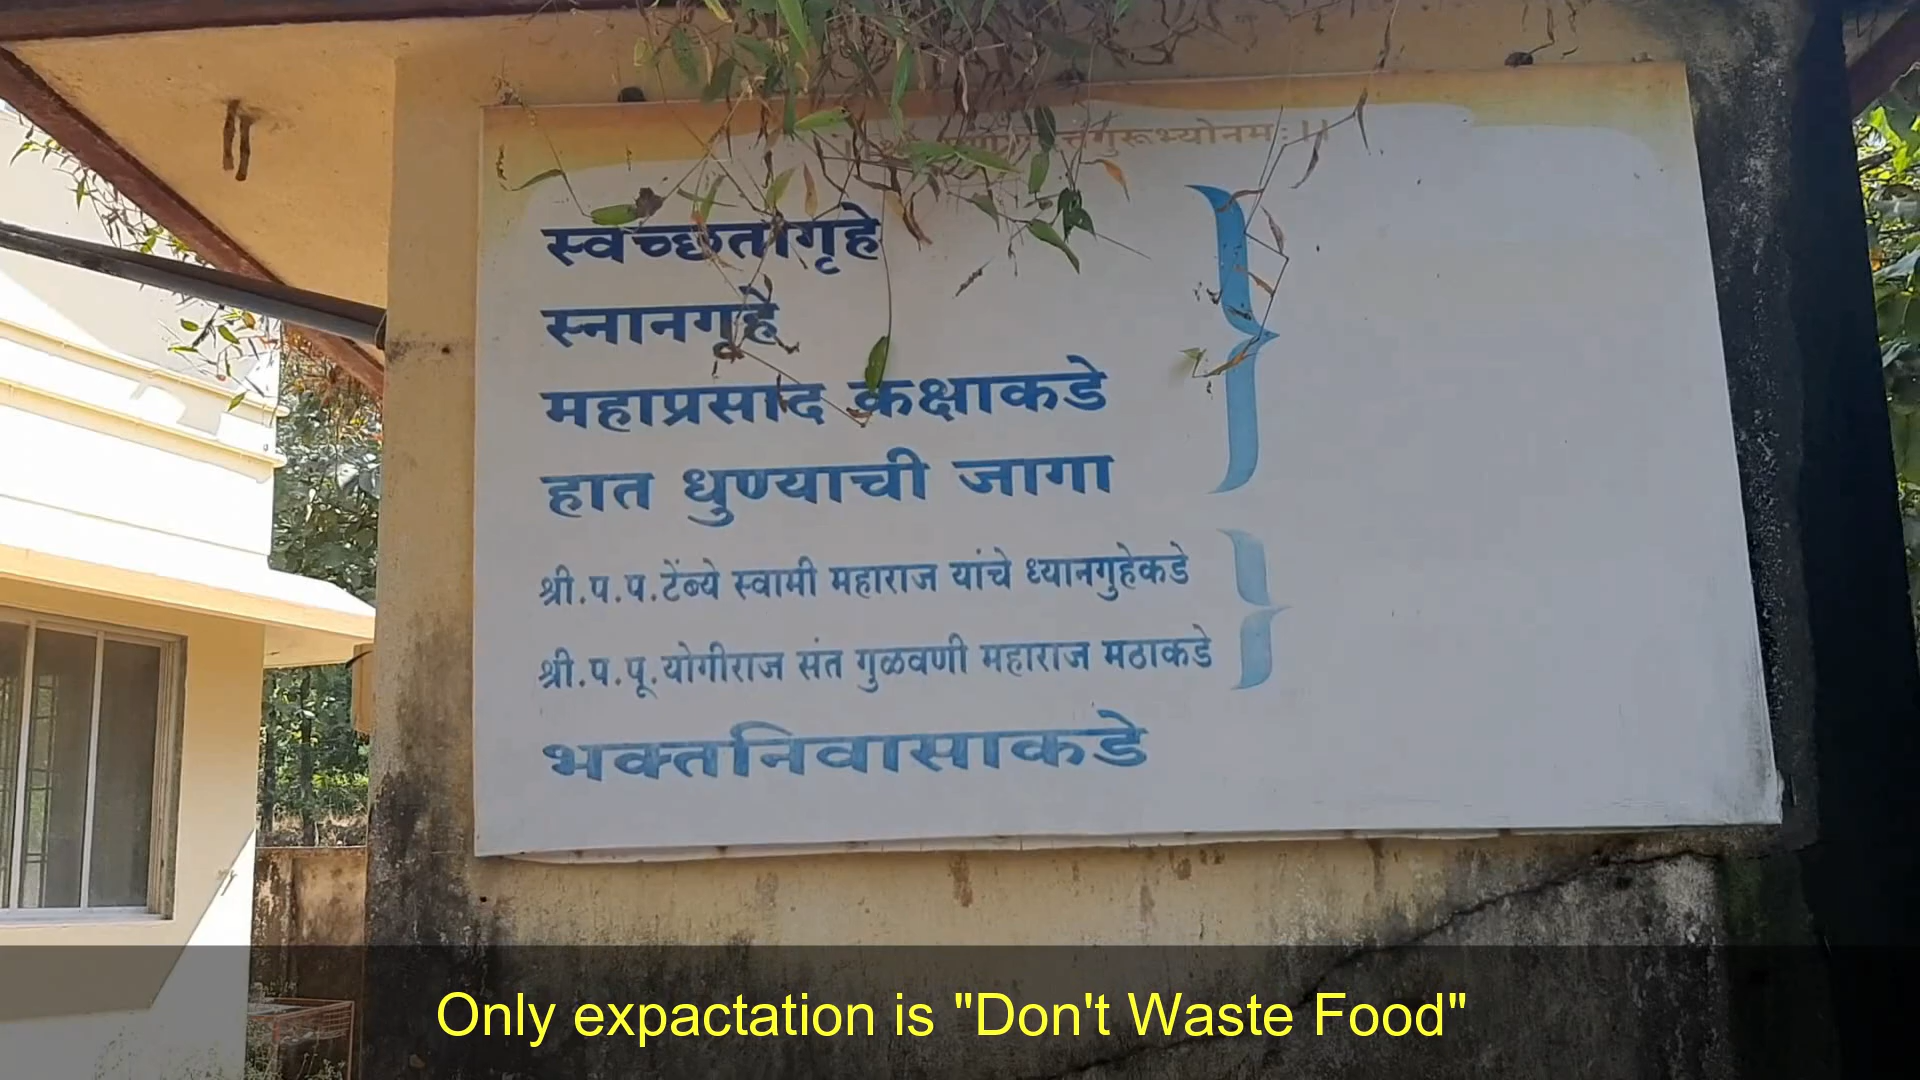 स्वच्छतागृहे
स्नानगृहे
महाप्रसाद कक्षाकडे
हात धुण्याची जागा
श्री.प.प.टेंब्ये स्वामी महाराज यांचे ध्यानगुहेकडे
श्री.प.पू.योगीराज संत गुळवणी महाराज मठाकडे
भक्तनिवासाकडे
Only expactation is "Don't Waste Food"